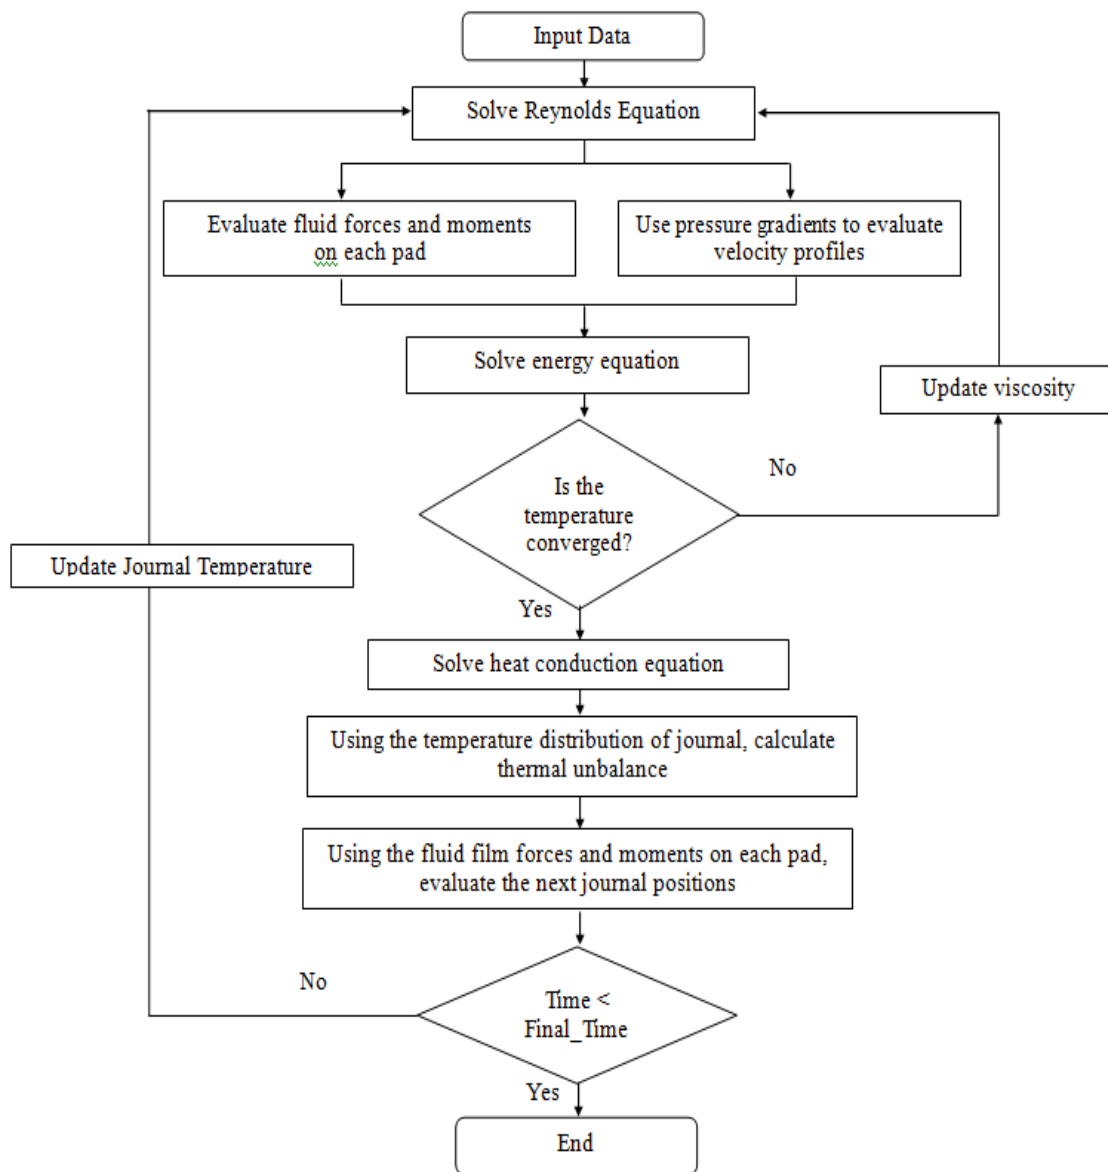 Input Data
Solve Reynolds Equation
Evaluate fluid forces and moments
on each pad
Use pressure gradients to evaluate
velocity profiles
Solve energy equation
Update viscosity
No
Is the
temperature
converged?
Update Journal Temperature
Yes
Solve heat conduction equation
Using the temperature distribution of journal, calculate
thermal unbalance
Using the fluid film forces and moments on each pad,
evaluate the next journal positions
No
Time <
Final_Time
Yes
End